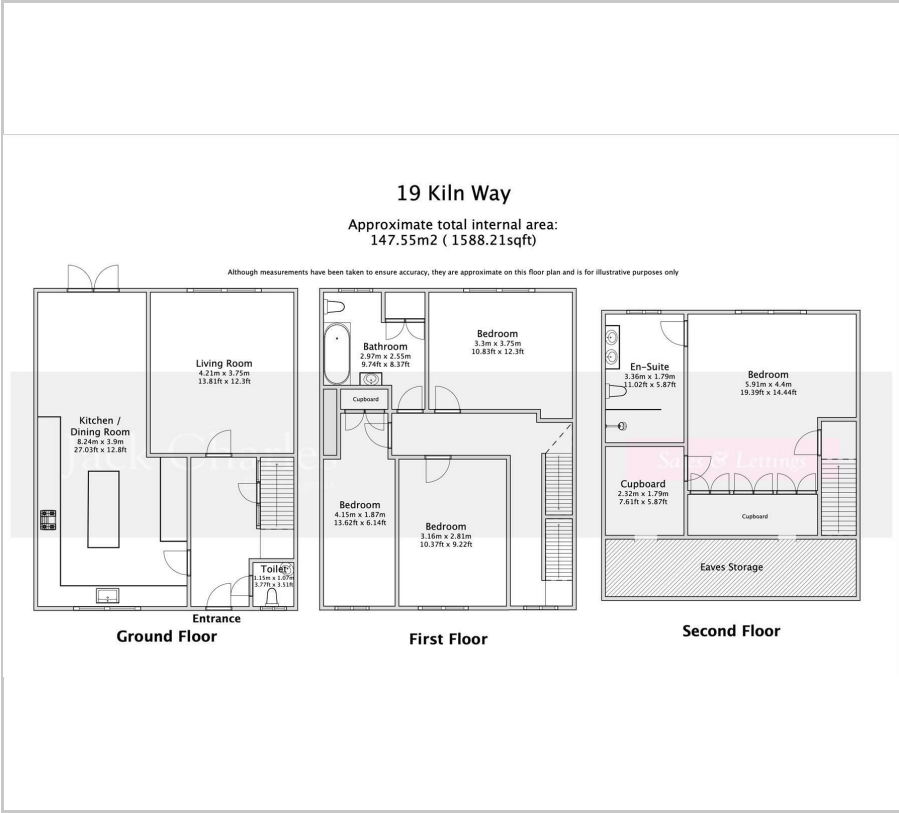 19 Kiln Way
Approximate total internal area:
147.55m2 ( 1588.21sqft)
Although measurements have been taken to ensure accuracy, they are approximate on this floor plan and is for illustrative purposes only
Living Room
4.21m x 3.75m
13.81ft x 12.3ft
Kitchen /
Dining Room
8.24m x 3.9m
27.03ft x 12.8ft
Toilet
1.15m x 1.07m
3.77ft x 3.51ft
Entrance
Ground Floor
Bathroom
2.97m x 2.55m
9.74ft x 8.37ft
Bedroom
3.3m x 3.75m
10.83ft x 12.3ft
Cupboard
Bedroom
4.15m x 1.87m
13.62ft x 6.14ft
Bedroom
3.16m x 2.81m
10.37ft x 9.22ft
First Floor
En-Suite
3.36m x 1.79m
11.02ft x 5.87ft
Bedroom
5.91m x 4.4m
19.39ft x 14.44ft
Cupboard
2.32m x 1.79m
7.61ft x 5.87ft
Cupboard
Eaves Storage
Second Floor
Jack Charles
Sales & Lettings